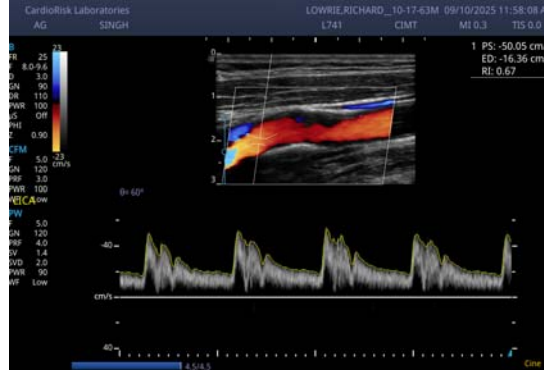 CardioRisk Laboratories LOWRIE,RICHARD__10-17-63M 09/10/2025 11:58:08 A
AG SINGH L741 CIMT MI 0.3 TIS 0.0
1 PS: -50.05 cm/
ED: -16.36 cm/
RI: 0.67
B
FR 25
F 8.0-9.6
D 3.0
GN 90
DR 110
PWR 100
µS Off
PHI
Z 0.90
CFM
F 5.0
GN 120
PRF 3.0
PWR 100
WF Low
LICA
PW
F 5.0
GN 120
PRF 4.0
SV 1.4
SVD 2.0
PWR 90
WF Low
23
-23
cm/s
0
1
2
3
θ= 60°
-40
cm/s
40
4.5/4.5
Cine